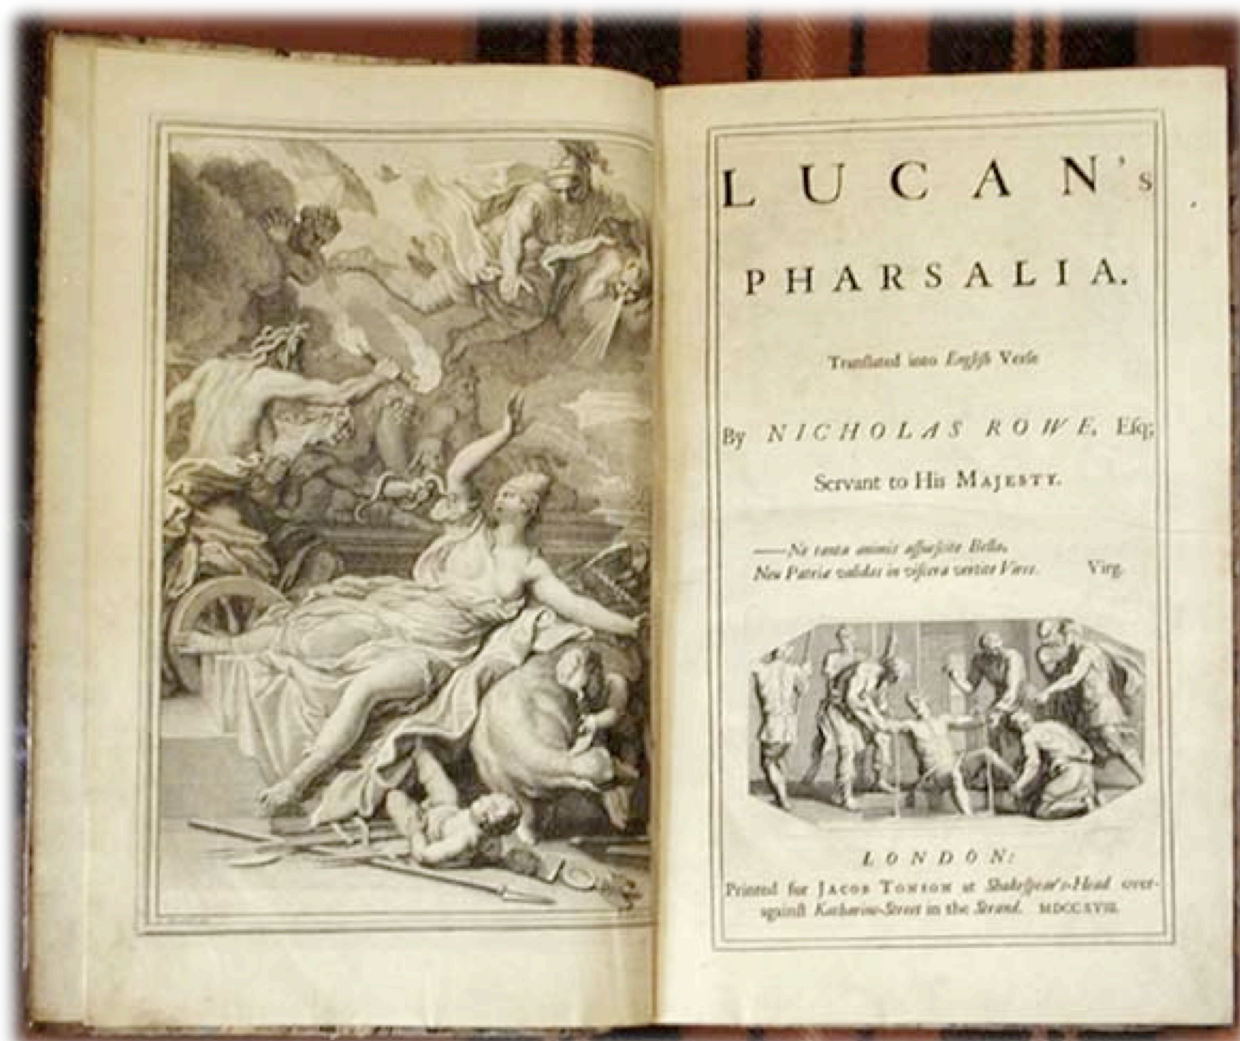 LUCAN's
PHARSALIA.
Tranſlated into Engliſh Verſe
By NICHOLAS ROWE, Eſq;
Servant to His MAJESTY.
——Ne tanta animis aſſueſcite Bella,
Neu Patriæ validas in viſcera vertite Vires. Virg.
LONDON:
Printed for JACOB TONSON at Shakeſpear's-Head over-
againſt Katharine-Street in the Strand. MDCCXVIII.